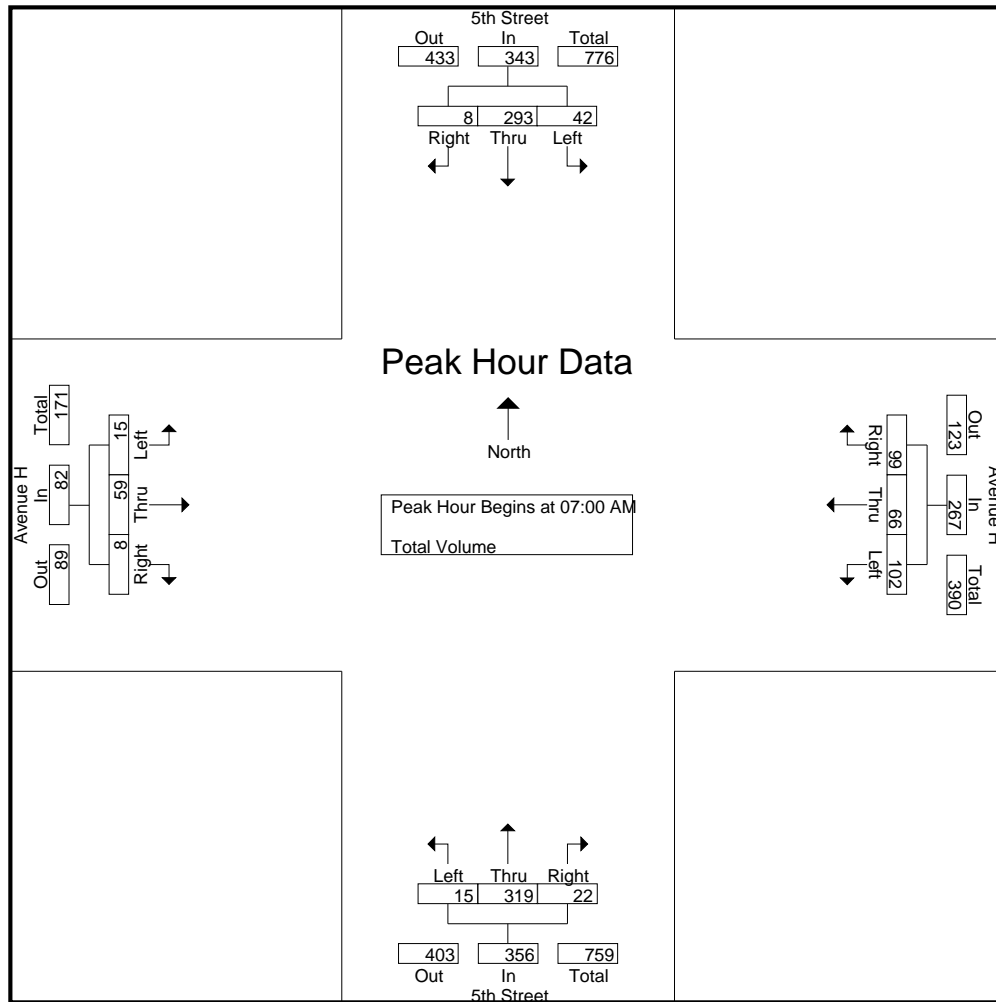 5th Street
Out In Total
433 343 776
8 293 42
Right Thru Left
Peak Hour Data
North
Peak Hour Begins at 07:00 AM
Total Volume
Avenue H
Total In Out
171 82 89
15 59 8
Left Thru Right
Right Thru Left
99 66 102
Out In Total
123 267 390
Avenue H
Left Thru Right
15 319 22
403 356 759
Out In Total
5th Street